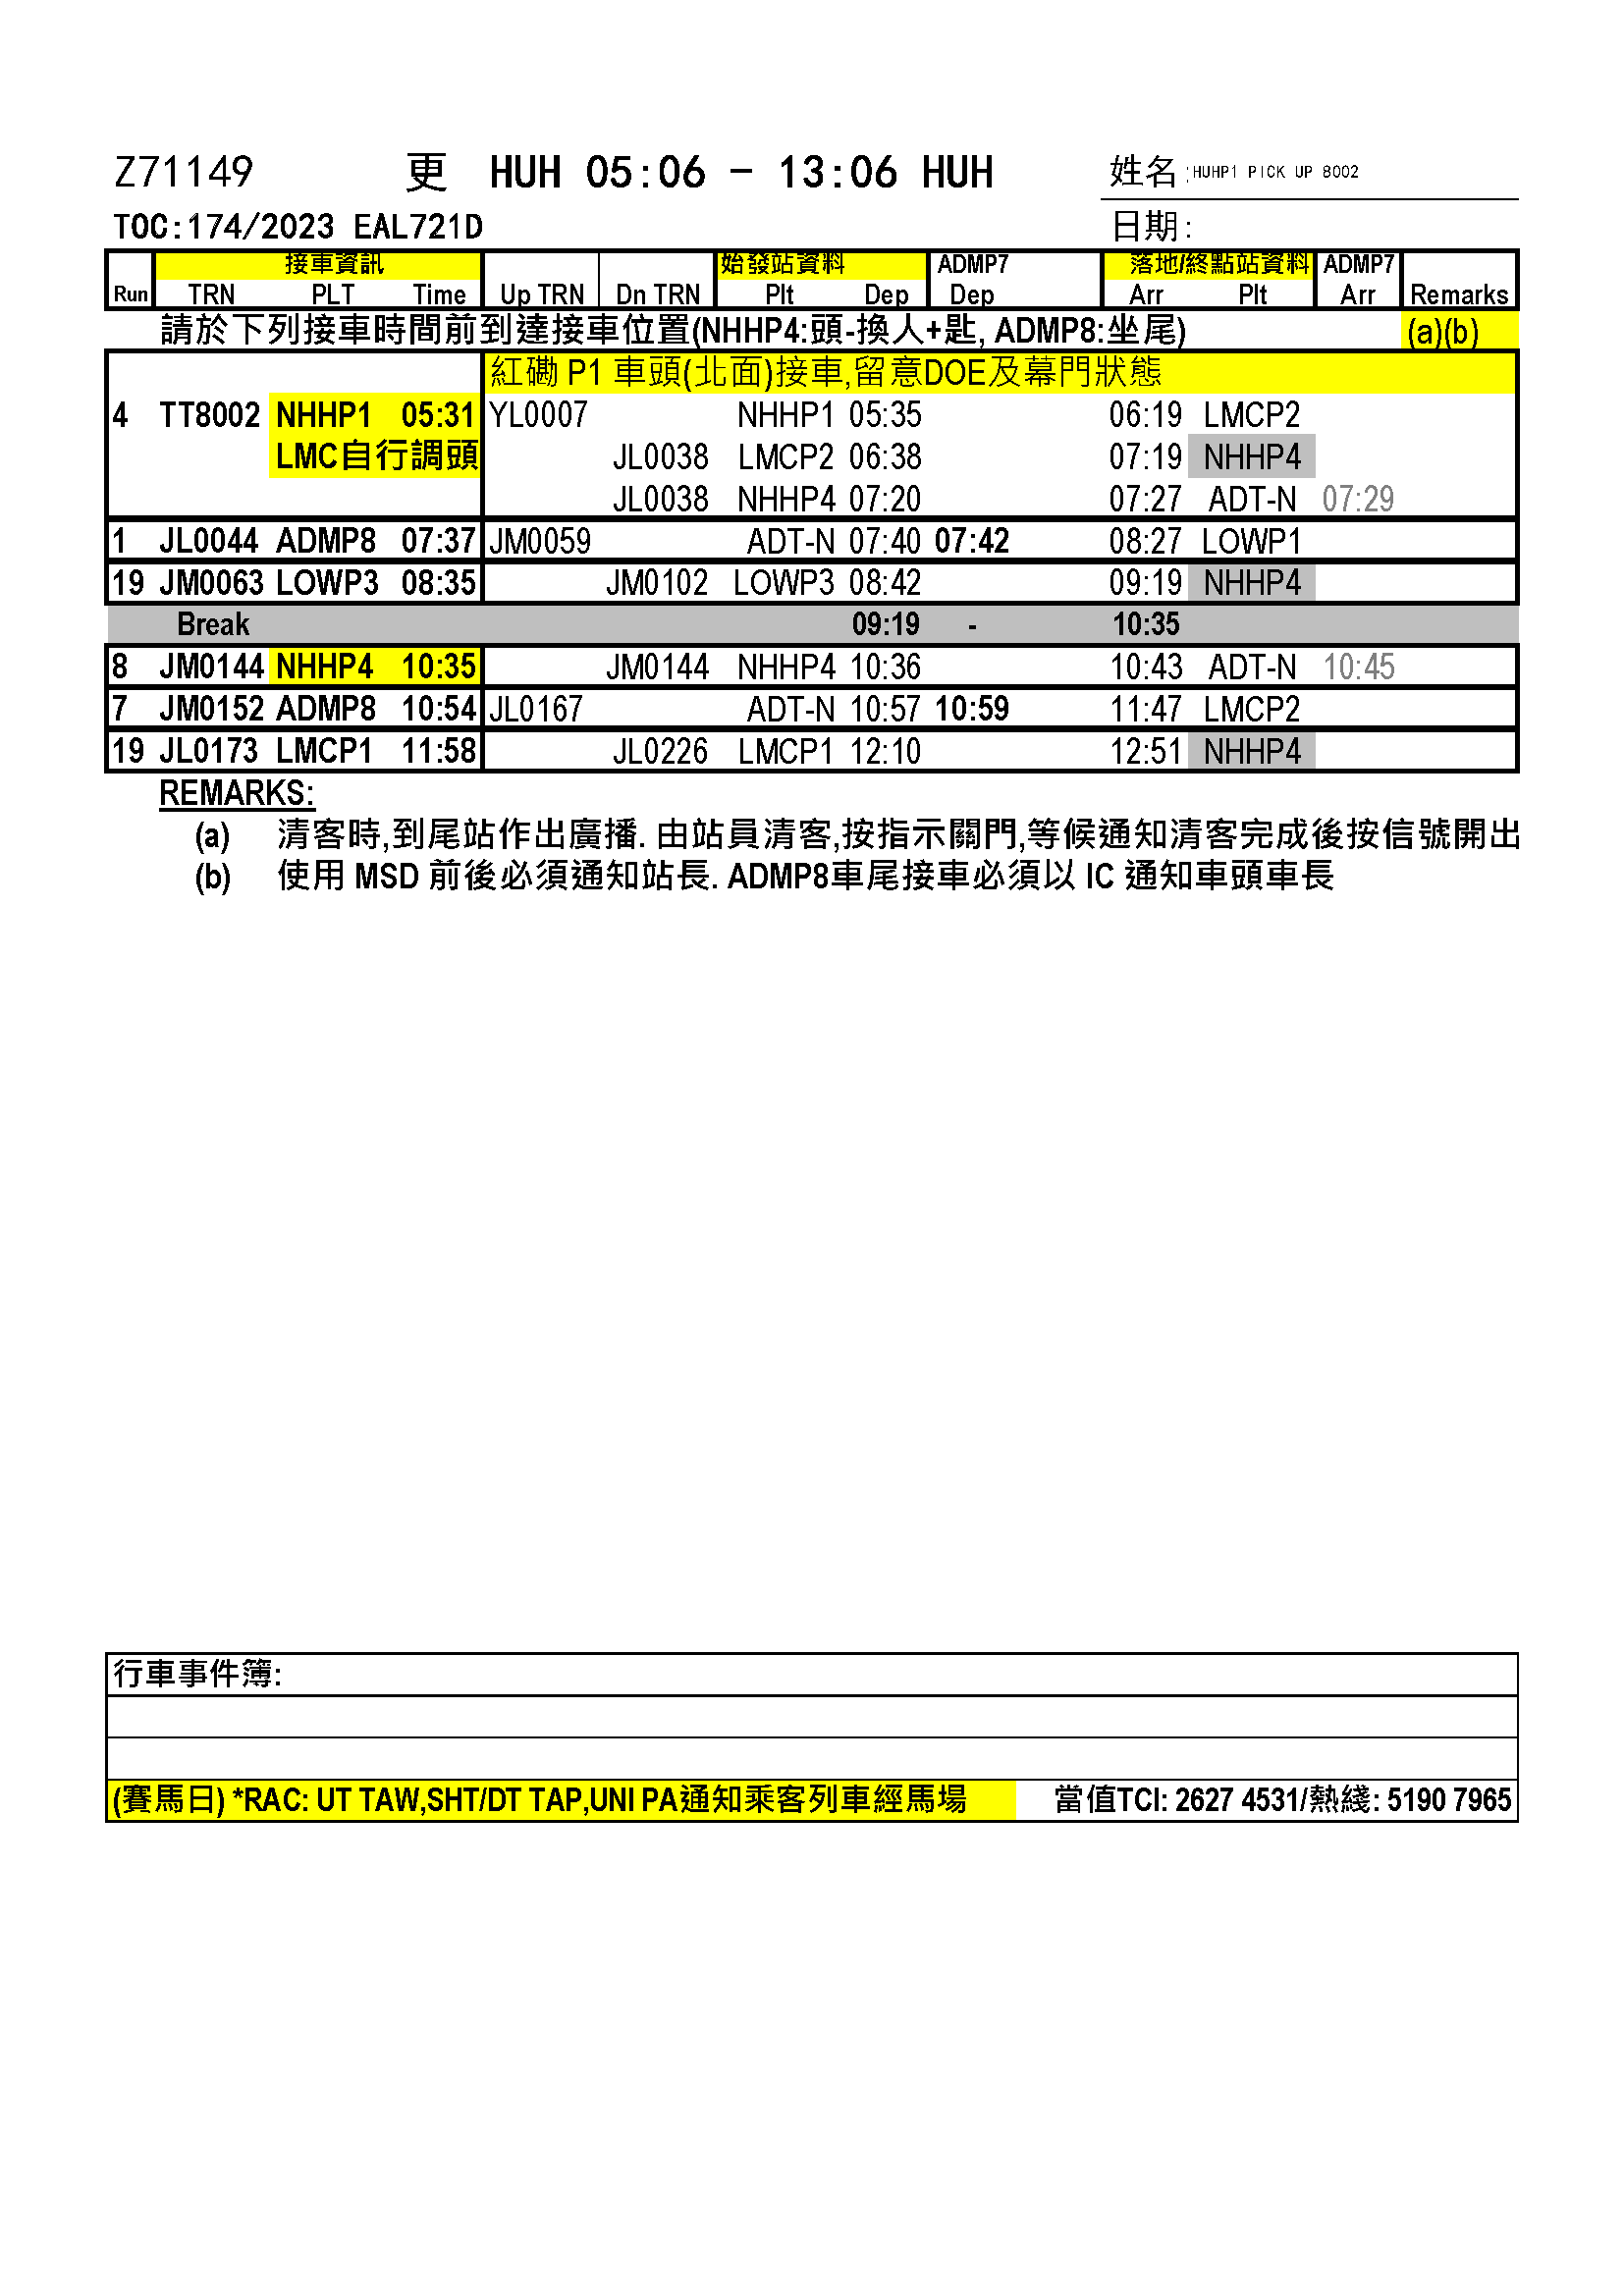 Z71149 更 HUH 05:06 - 13:06 HUH 姓名:HUHP1 PICK UP 8002
TOC:174/2023 EAL721D 日期:
接車資訊 始發站資料 ADMP7 落地/終點站資料 ADMP7
Run TRN PLT Time Up TRN Dn TRN Plt Dep Dep Arr Plt Arr Remarks
請於下列接車時間前到達接車位置(NHHP4:頭-換人+匙, ADMP8:坐尾) (a)(b)
紅磡 P1 車頭(北面)接車,留意DOE及幕門狀態
4 TT8002 NHHP1 05:31 YL0007 NHHP1 05:35 06:19 LMCP2
LMC自行調頭 JL0038 LMCP2 06:38 07:19 NHHP4
JL0038 NHHP4 07:20 07:27 ADT-N 07:29
1 JL0044 ADMP8 07:37 JM0059 ADT-N 07:40 07:42 08:27 LOWP1
19 JM0063 LOWP3 08:35 JM0102 LOWP3 08:42 09:19 NHHP4
Break 09:19 - 10:35
8 JM0144 NHHP4 10:35 JM0144 NHHP4 10:36 10:43 ADT-N 10:45
7 JM0152 ADMP8 10:54 JL0167 ADT-N 10:57 10:59 11:47 LMCP2
19 JL0173 LMCP1 11:58 JL0226 LMCP1 12:10 12:51 NHHP4
REMARKS:
(a) 清客時,到尾站作出廣播. 由站員清客,按指示關門,等候通知清客完成後按信號開出
(b) 使用 MSD 前後必須通知站長. ADMP8車尾接車必須以 IC 通知車頭車長
行車事件簿:
(賽馬日) *RAC: UT TAW,SHT/DT TAP,UNI PA通知乘客列車經馬場 當值TCI: 2627 4531/熱綫: 5190 7965